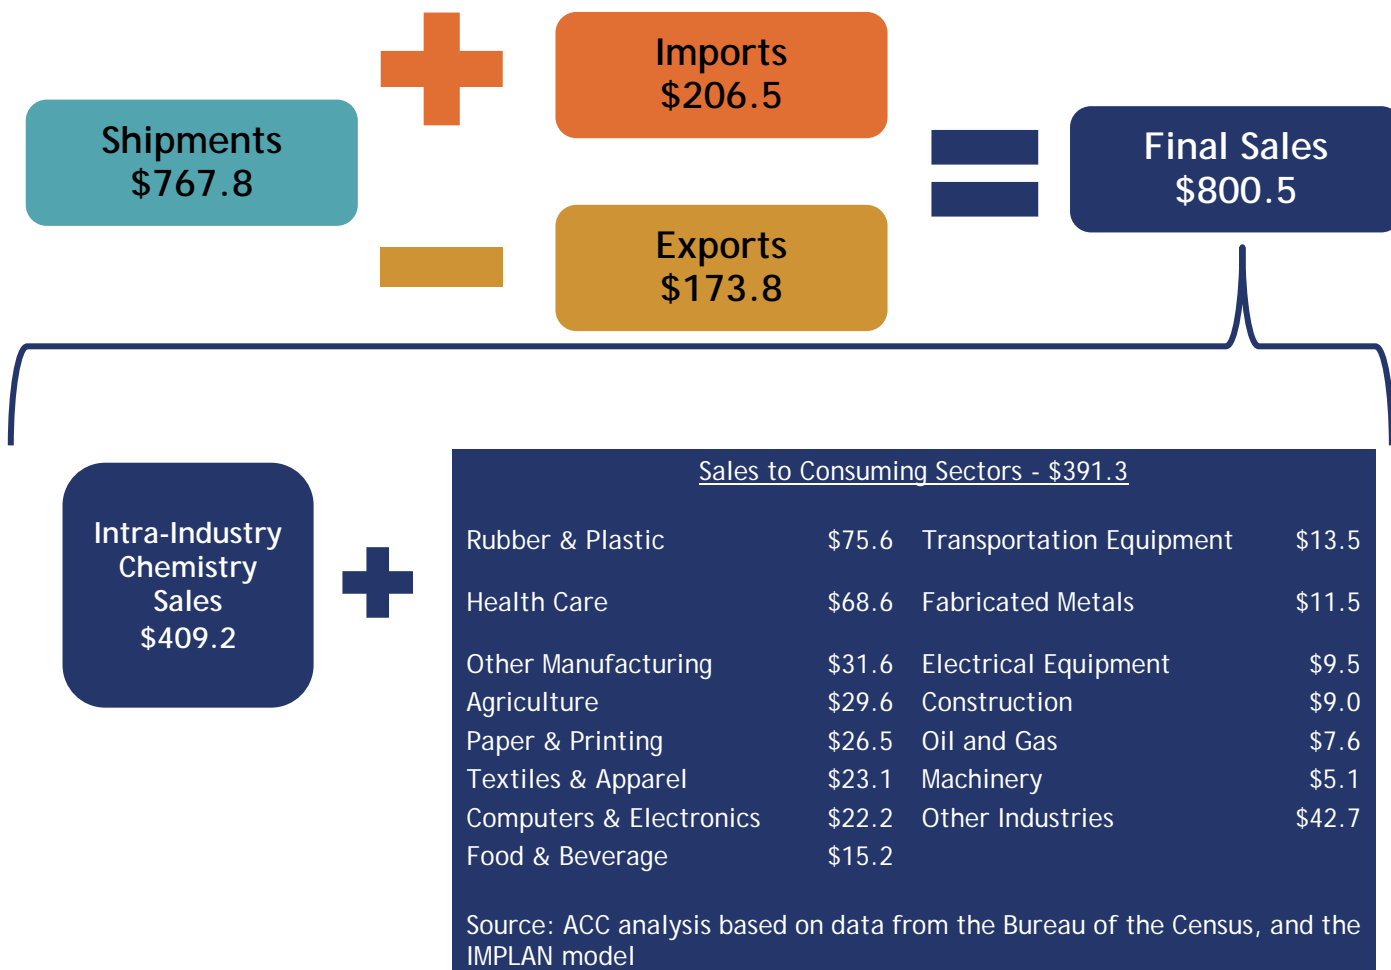 Imports
$206.5
Shipments
$767.8
Final Sales
$800.5
Exports
$173.8
Intra-Industry
Chemistry
Sales
$409.2
Sales to Consuming Sectors - $391.3
Rubber & Plastic $75.6 Transportation Equipment $13.5
Health Care $68.6 Fabricated Metals $11.5
Other Manufacturing $31.6 Electrical Equipment $9.5
Agriculture $29.6 Construction $9.0
Paper & Printing $26.5 Oil and Gas $7.6
Textiles & Apparel $23.1 Machinery $5.1
Computers & Electronics $22.2 Other Industries $42.7
Food & Beverage $15.2
Source: ACC analysis based on data from the Bureau of the Census, and the
IMPLAN model